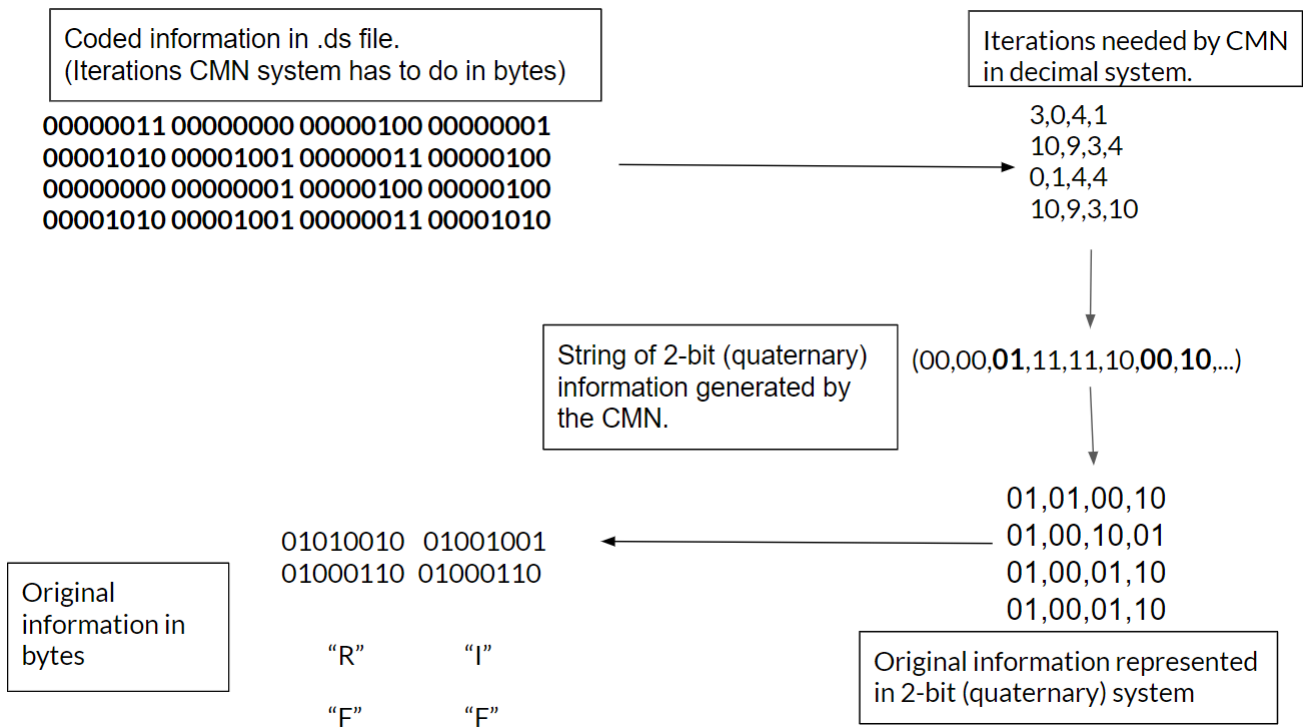 Coded information in .ds file.
(Iterations CMN system has to do in bytes)
00000011 00000000 00000100 00000001
00001010 00001001 00000011 00000100
00000000 00000001 00000100 00000100
00001010 00001001 00000011 00001010
Iterations needed by CMN
in decimal system.
3,0,4,1
10,9,3,4
0,1,4,4
10,9,3,10
String of 2-bit (quaternary)
information generated by
the CMN.
(00,00,01,11,11,10,00,10,...)
01,01,00,10
01,00,10,01
01,00,01,10
01,00,01,10
Original information represented
in 2-bit (quaternary) system
01010010 01001001
01000110 01000110
Original
information in
bytes
“R” “I”
“F” “F”